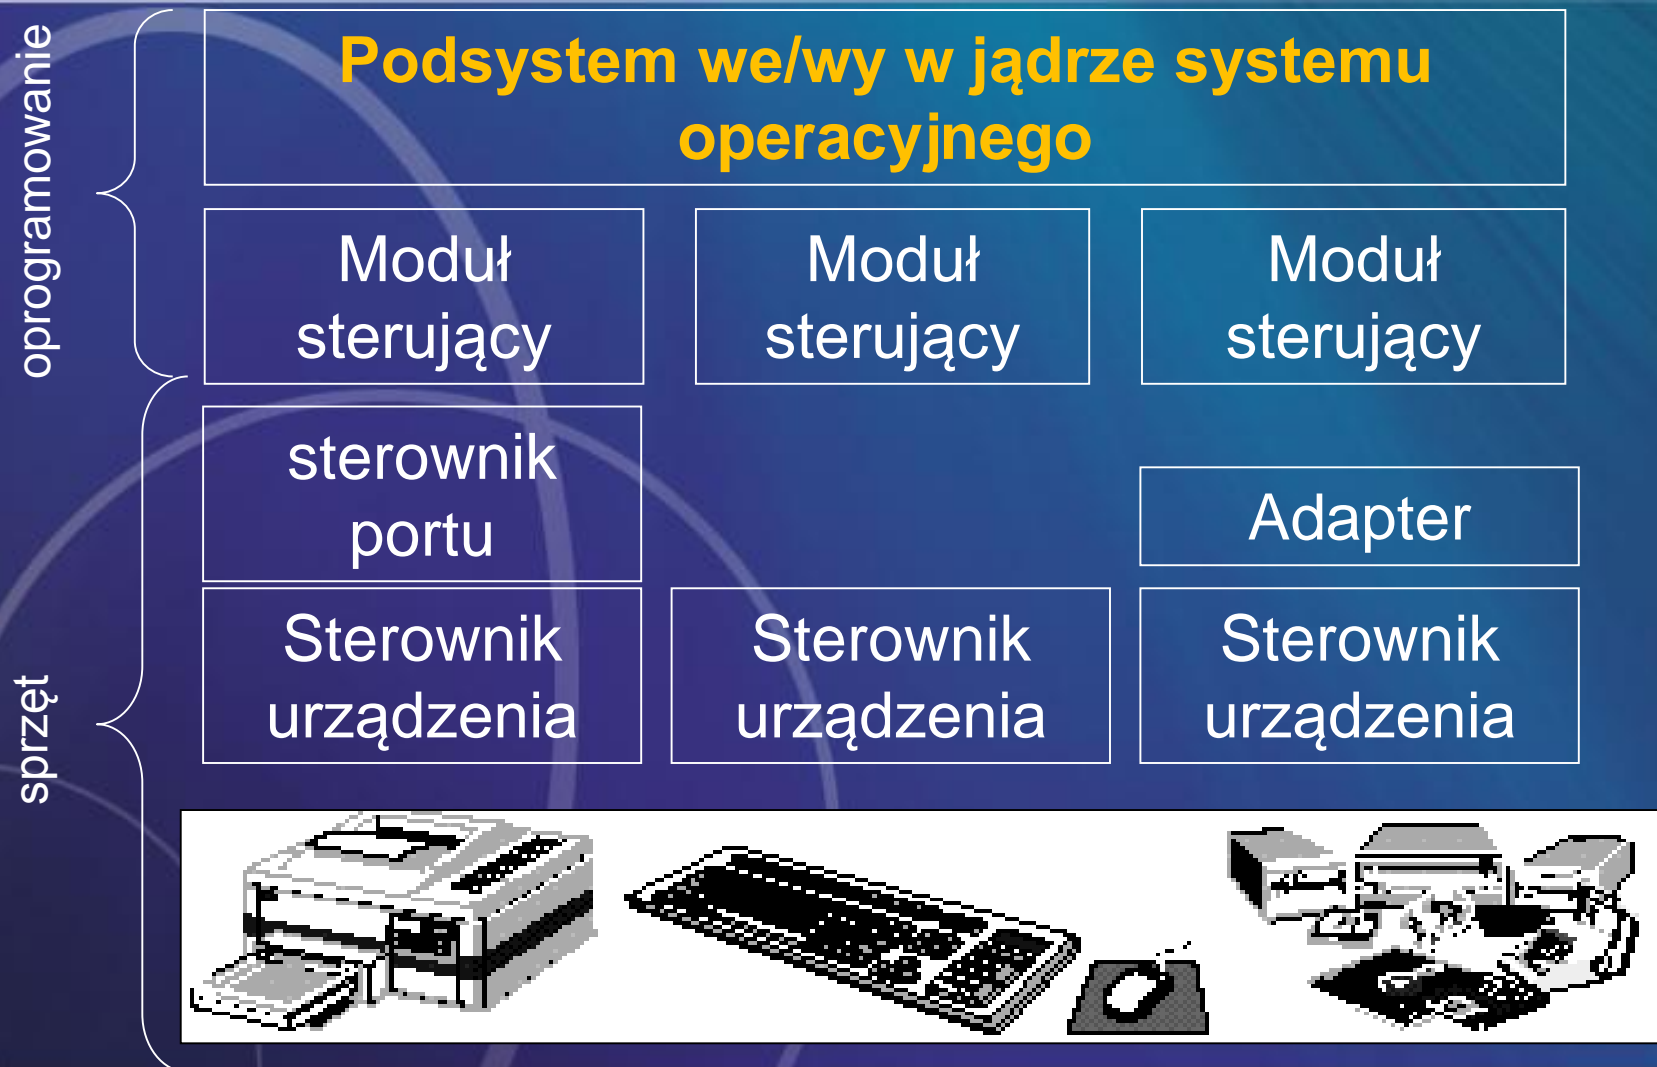 oprogramowanie
Podsystem we/wy w jądrze systemu
operacyjnego
Moduł
sterujący
Moduł
sterujący
Moduł
sterujący
sprzęt
sterownik
portu
Adapter
Sterownik
urządzenia
Sterownik
urządzenia
Sterownik
urządzenia